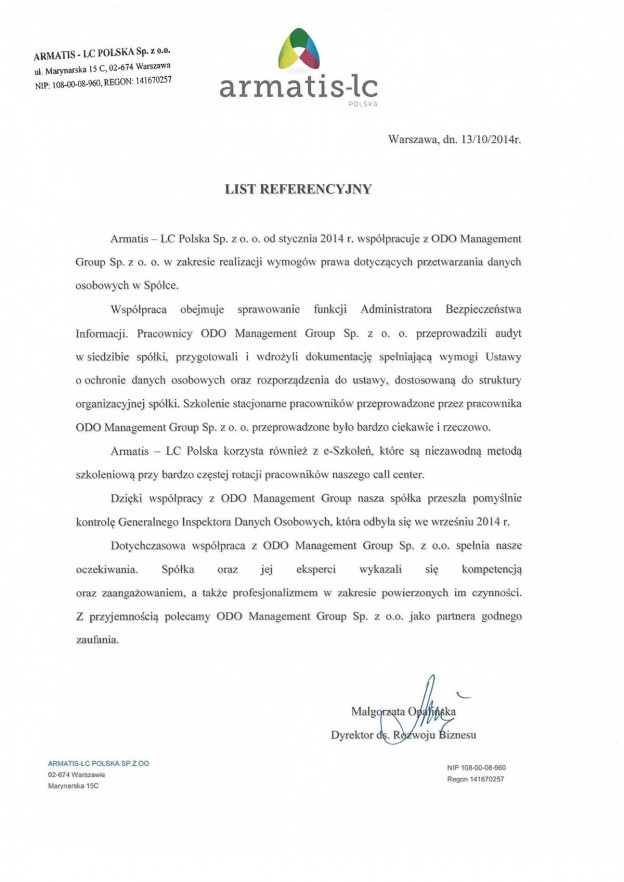 ARMATIS - LC POLSKA Sp. z o.o.
ul. Marynarska 15 C, 02-674 Warszawa
NIP: 108-00-08-960, REGON: 141670257
armatis-lc
POLSKA
Warszawa, dn. 13/10/2014r.
LIST REFERENCYJNY
Armatis – LC Polska Sp. z o. o. od stycznia 2014 r. współpracuje z ODO Management
Group Sp. z o. o. w zakresie realizacji wymogów prawa dotyczących przetwarzania danych
osobowych w Spółce.
Współpraca obejmuje sprawowanie funkcji Administratora Bezpieczeństwa
Informacji. Pracownicy ODO Management Group Sp. z o. o. przeprowadzili audyt
w siedzibie spółki, przygotowali i wdrożyli dokumentację spełniającą wymogi Ustawy
o ochronie danych osobowych oraz rozporządzenia do ustawy, dostosowaną do struktury
organizacyjnej spółki. Szkolenie stacjonarne pracowników przeprowadzone przez pracownika
ODO Management Group Sp. z o. o. przeprowadzone było bardzo ciekawie i rzeczowo.
Armatis – LC Polska korzysta również z e-Szkoleń, które są niezawodną metodą
szkoleniową przy bardzo częstej rotacji pracowników naszego call center.
Dzięki współpracy z ODO Management Group nasza spółka przeszła pomyślnie
kontrolę Generalnego Inspektora Danych Osobowych, która odbyła się we wrześniu 2014 r.
Dotychczasowa współpraca z ODO Management Group Sp. z o.o. spełnia nasze
oczekiwania. Spółka oraz jej eksperci wykazali się kompetencją
oraz zaangażowaniem, a także profesjonalizmem w zakresie powierzonych im czynności.
Z przyjemnością polecamy ODO Management Group Sp. z o.o. jako partnera godnego
zaufania.
Małgorzata Opalińska
Dyrektor ds. Rozwoju Biznesu
ARMATIS-LC POLSKA SP.Z.OO
02-674 Warszawie
Marynarska 15C
NIP 108-00-08-960
Regon 141670257